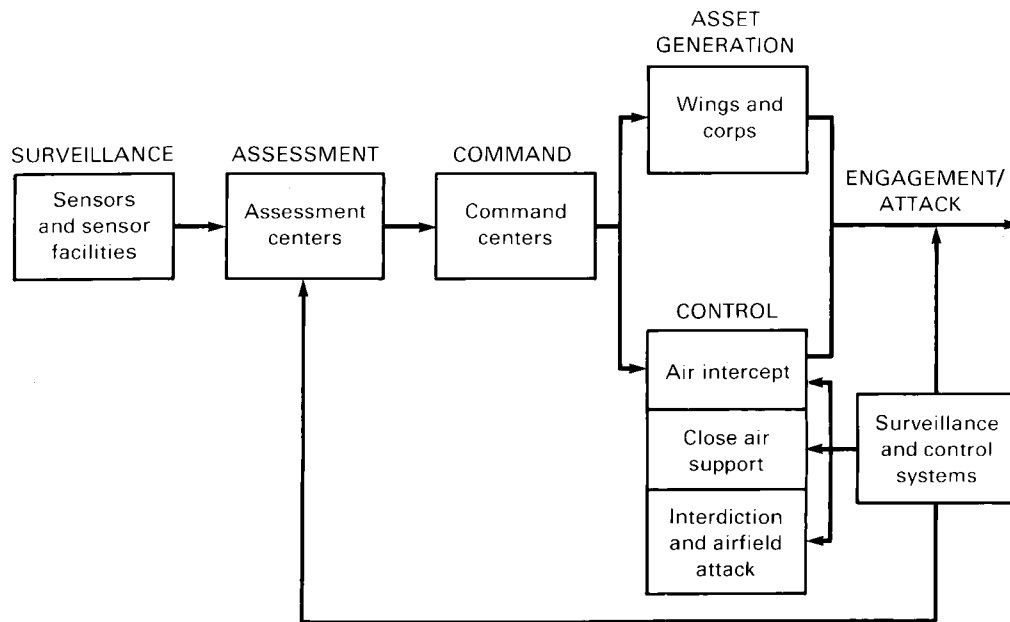 ASSET
GENERATION
Wings and
corps
SURVEILLANCE
Sensors
and sensor
facilities
ASSESSMENT
Assessment
centers
COMMAND
Command
centers
ENGAGEMENT/
ATTACK
CONTROL
Air intercept
Close air
support
Interdiction
and airfield
attack
Surveillance
and control
systems